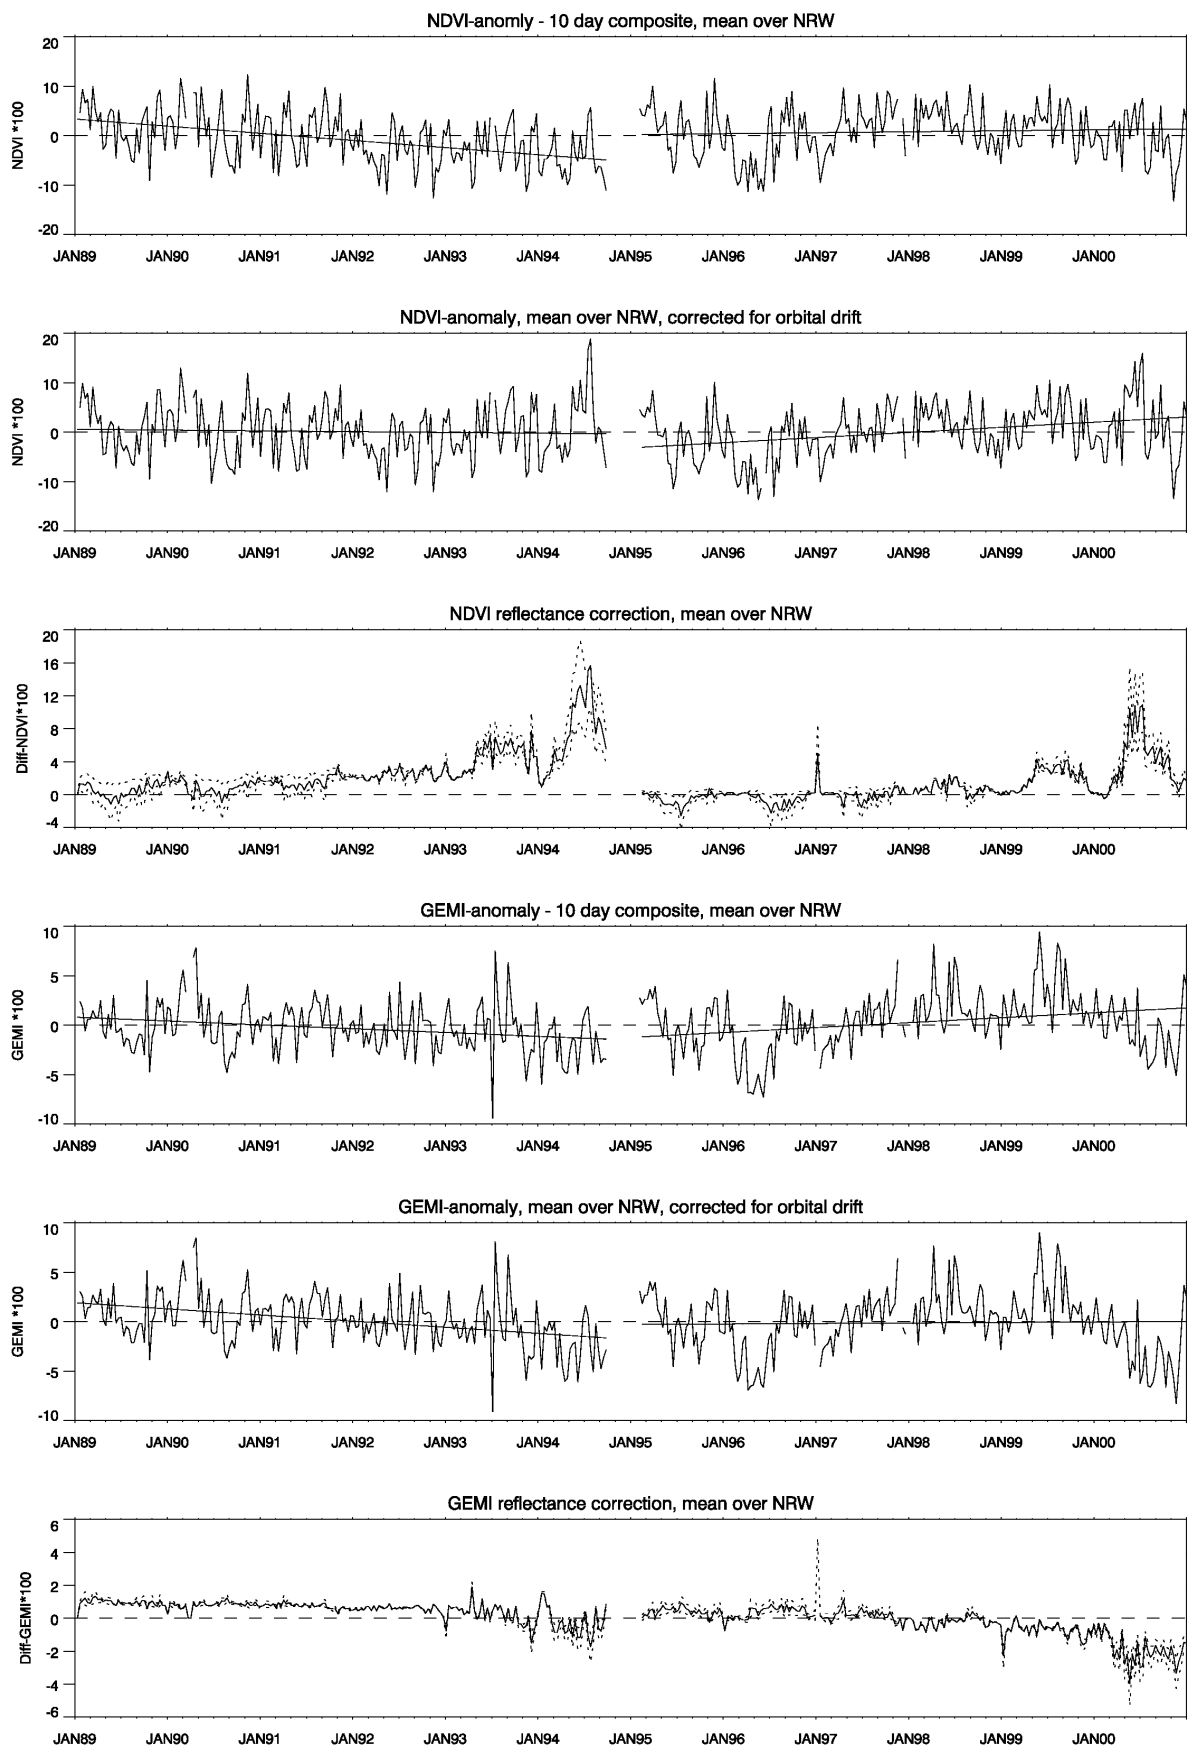 NDVI-anomly - 10 day composite, mean over NRW
20
10
0
-10
-20
NDVI *100
JAN89 JAN90 JAN91 JAN92 JAN93 JAN94 JAN95 JAN96 JAN97 JAN98 JAN99 JAN00
NDVI-anomaly, mean over NRW, corrected for orbital drift
20
10
0
-10
-20
NDVI *100
JAN89 JAN90 JAN91 JAN92 JAN93 JAN94 JAN95 JAN96 JAN97 JAN98 JAN99 JAN00
NDVI reflectance correction, mean over NRW
20
16
12
8
4
0
-4
Diff-NDVI*100
JAN89 JAN90 JAN91 JAN92 JAN93 JAN94 JAN95 JAN96 JAN97 JAN98 JAN99 JAN00
GEMI-anomaly - 10 day composite, mean over NRW
10
5
0
-5
-10
GEMI *100
JAN89 JAN90 JAN91 JAN92 JAN93 JAN94 JAN95 JAN96 JAN97 JAN98 JAN99 JAN00
GEMI-anomaly, mean over NRW, corrected for orbital drift
10
5
0
-5
-10
GEMI *100
JAN89 JAN90 JAN91 JAN92 JAN93 JAN94 JAN95 JAN96 JAN97 JAN98 JAN99 JAN00
GEMI reflectance correction, mean over NRW
6
4
2
0
-2
-4
-6
Diff-GEMI*100
JAN89 JAN90 JAN91 JAN92 JAN93 JAN94 JAN95 JAN96 JAN97 JAN98 JAN99 JAN00